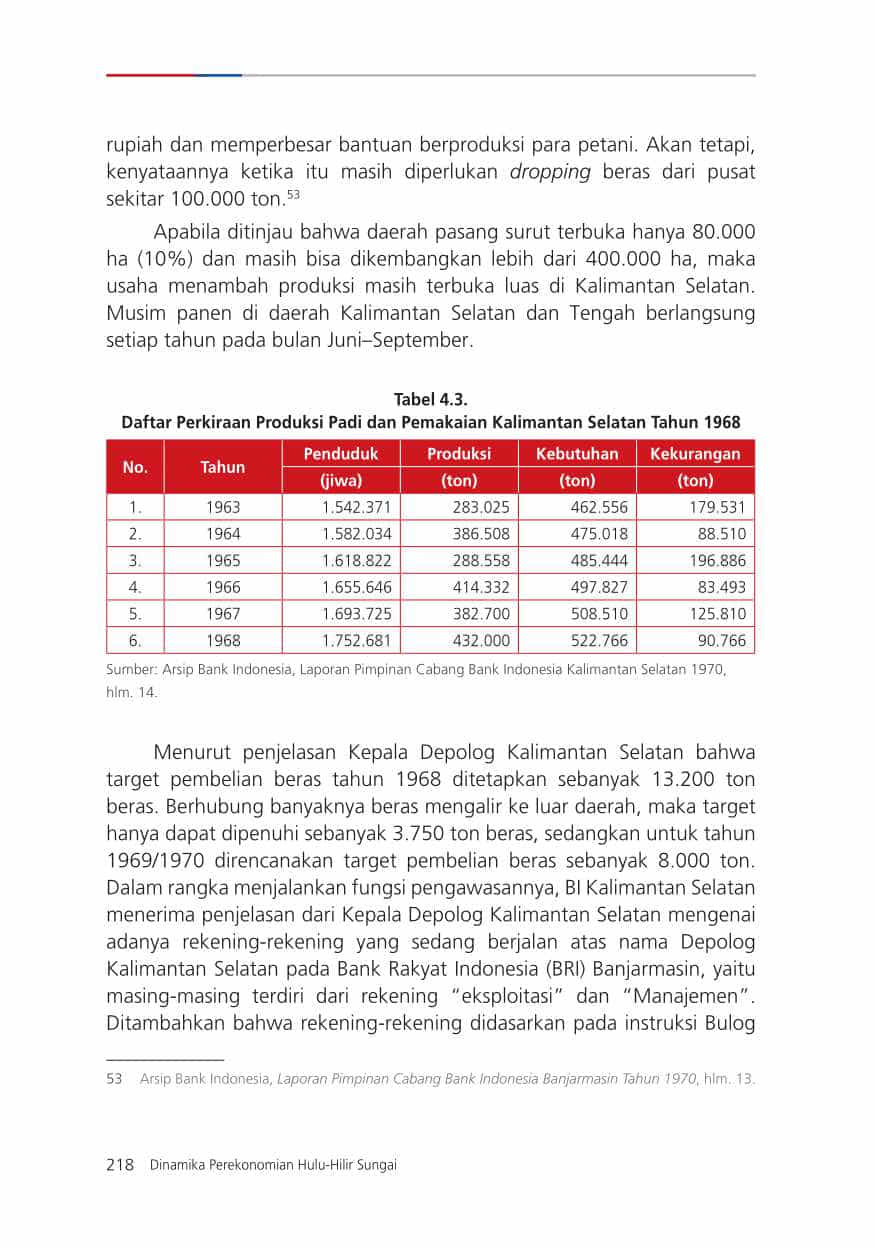 rupiah dan memperbesar bantuan berproduksi para petani. Akan tetapi,
kenyataannya ketika itu masih diperlukan dropping beras dari pusat
sekitar 100.000 ton.53
Apabila ditinjau bahwa daerah pasang surut terbuka hanya 80.000
ha (10%) dan masih bisa dikembangkan lebih dari 400.000 ha, maka
usaha menambah produksi masih terbuka luas di Kalimantan Selatan.
Musim panen di daerah Kalimantan Selatan dan Tengah berlangsung
setiap tahun pada bulan Juni–September.
Tabel 4.3.
Daftar Perkiraan Produksi Padi dan Pemakaian Kalimantan Selatan Tahun 1968
No. Tahun Penduduk Produksi Kebutuhan Kekurangan
(jiwa) (ton) (ton) (ton)
1. 1963 1.542.371 283.025 462.556 179.531
2. 1964 1.582.034 386.508 475.018 88.510
3. 1965 1.618.822 288.558 485.444 196.886
4. 1966 1.655.646 414.332 497.827 83.493
5. 1967 1.693.725 382.700 508.510 125.810
6. 1968 1.752.681 432.000 522.766 90.766
Sumber: Arsip Bank Indonesia, Laporan Pimpinan Cabang Bank Indonesia Kalimantan Selatan 1970,
hlm. 14.
Menurut penjelasan Kepala Depolog Kalimantan Selatan bahwa
target pembelian beras tahun 1968 ditetapkan sebanyak 13.200 ton
beras. Berhubung banyaknya beras mengalir ke luar daerah, maka target
hanya dapat dipenuhi sebanyak 3.750 ton beras, sedangkan untuk tahun
1969/1970 direncanakan target pembelian beras sebanyak 8.000 ton.
Dalam rangka menjalankan fungsi pengawasannya, BI Kalimantan Selatan
menerima penjelasan dari Kepala Depolog Kalimantan Selatan mengenai
adanya rekening-rekening yang sedang berjalan atas nama Depolog
Kalimantan Selatan pada Bank Rakyat Indonesia (BRI) Banjarmasin, yaitu
masing-masing terdiri dari rekening “eksploitasi” dan “Manajemen”.
Ditambahkan bahwa rekening-rekening didasarkan pada instruksi Bulog
53 Arsip Bank Indonesia, Laporan Pimpinan Cabang Bank Indonesia Banjarmasin Tahun 1970, hlm. 13.
218 Dinamika Perekonomian Hulu-Hilir Sungai